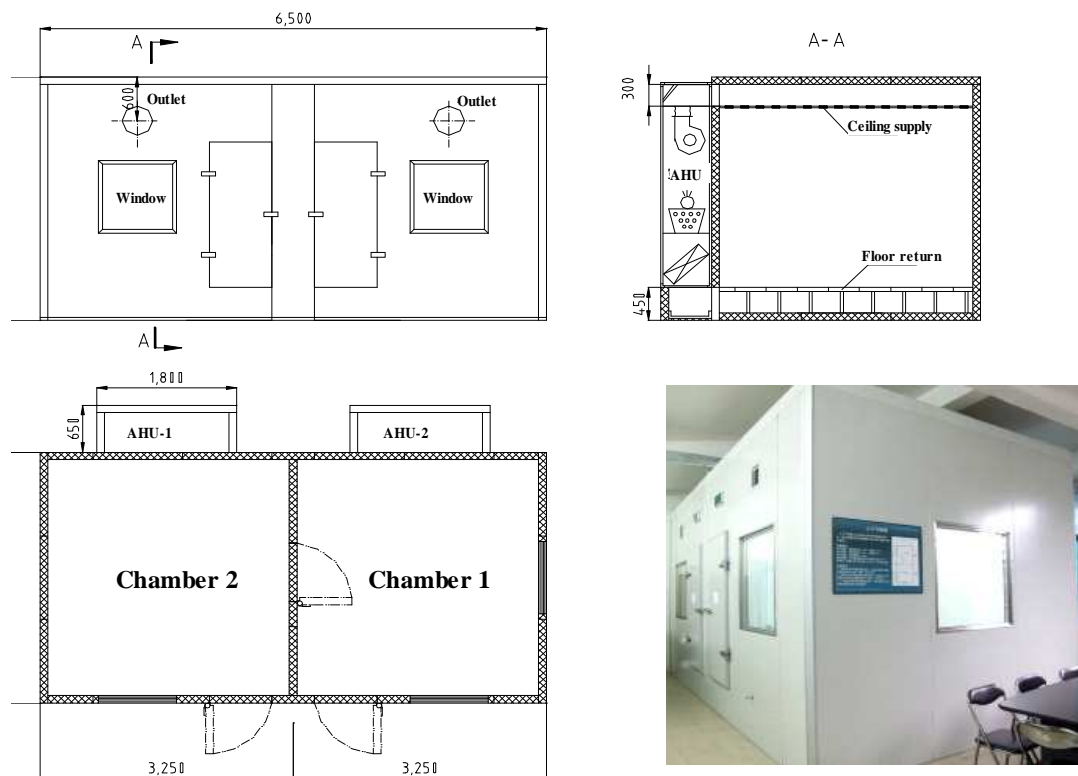 6,500
A
A-A
600
Outlet
Outlet
Window
Window
A
300
Ceiling supply
AHU
Floor return
450
1,800
650
AHU-1
AHU-2
Chamber 2
Chamber 1
3,250
3,250